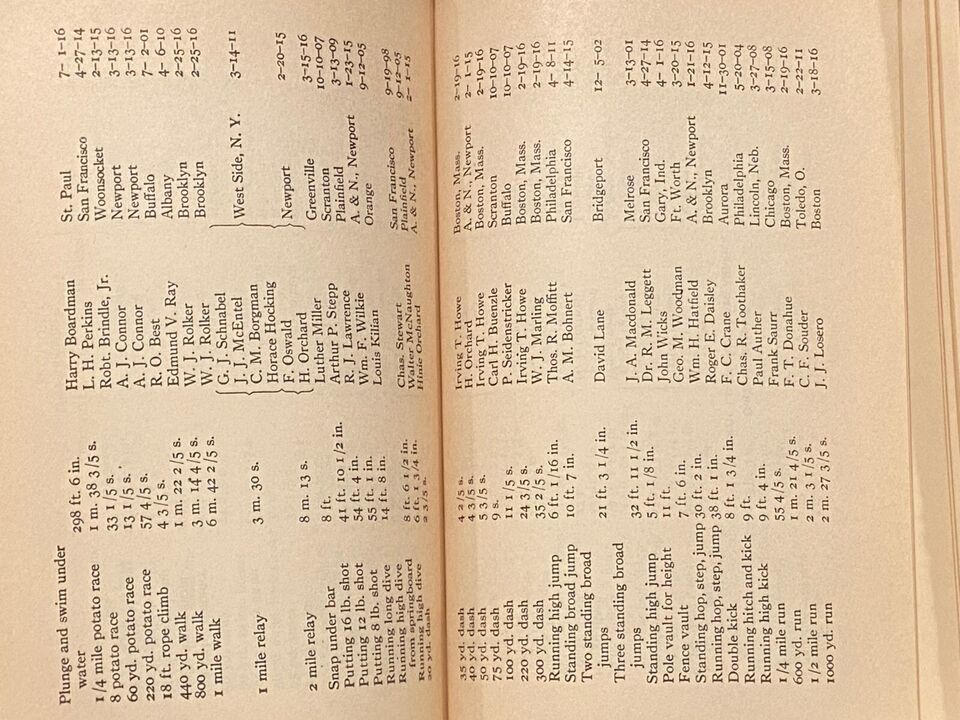 Plunge and swim under
water 298 ft. 6 in. Harry Boardman St. Paul 7- 1-16
1/4 mile potato race 1 m. 38 3/5 s. L. H. Perkins San Francisco 4-27-14
8 potato race 33 1/5 s. Robt. Brindle, Jr. Woonsocket 2-13-15
60 yd. potato race 13 1/5 s. A. J. Connor Newport 3-13-16
220 yd. potato race 57 4/5 s. A. J. Connor Newport 3-13-16
18 ft. rope climb 4 3/5 s. R. O. Best Buffalo 7- 2-01
440 yd. walk 1 m. 22 2/5 s. Edmund V. Ray Albany 4- 6-10
800 yd. walk 3 m. 14 4/5 s. W. J. Rolker Brooklyn 2-25-16
1 mile walk 6 m. 42 2/5 s. W. J. Rolker Brooklyn 2-25-16
G. J. Schnabel
J. J. McEntel
1 mile relay 3 m. 30 s. C. M. Borgman West Side, N. Y. 3-14-11
Horace Hocking
F. Oswald
2 mile relay 8 m. 13 s. H. Orchard Newport 2-20-15
Snap under bar 8 ft. Luther Miller Greenville 3-15-16
Putting 16 lb. shot 41 ft. 10 1/2 in. Arthur P. Stepp Scranton 10-10-07
Putting 12 lb. shot 54 ft. 4 in. R. J. Lawrence Plainfield 3-13-09
Putting 8 lb. shot 55 ft. 1 in. Wm. F. Wilkie A. & N., Newport 1-23-15
Running long dive 14 ft. 8 in. Louis Kilian Orange 9-12-05
Running high dive
from springboard 8 ft. 6 1/2 in. Chas. Stewart San Francisco 9-19-98
Running high dive 6 ft. 1 3/4 in. Walter McNaughton Plainfield 9-12-05
20 yd. dash 2 3/5 s. Hinie Orchard A. & N., Newport 2- 1-15
35 yd. dash 4 2/5 s. Irving T. Howe Boston, Mass. 2-19-16
40 yd. dash 4 3/5 s. H. Orchard A. & N., Newport 2- 1-15
50 yd. dash 5 3/5 s. Irving T. Howe Boston, Mass. 2-19-16
75 yd. dash 9 s. Carl H. Buenzle Scranton 10-10-07
100 yd. dash 11 1/5 s. P. Seidenstricker Buffalo 10-10-07
220 yd. dash 24 2/5 s. Irving T. Howe Boston, Mass. 2-19-16
300 yd. dash 35 2/5 s. W. J. Marling Boston, Mass. 2-19-16
Running high jump 6 ft. 1/16 in. Thos. R. Moffitt Philadelphia 4- 8-11
Standing broad jump 10 ft. 7 in. A. M. Bohnert San Francisco 4-14-15
Two standing broad
jumps 21 ft. 3 1/4 in. David Lane Bridgeport 12- 5-02
Three standing broad
jumps 32 ft. 11 1/2 in. J. A. Macdonald Melrose 3-13-01
Standing high jump 5 ft. 1/8 in. Dr. R. M. Leggett San Francisco 4-27-14
Pole vault for height 11 ft. John Wicks Gary, Ind. 4- 1-16
Fence vault 7 ft. 6 in. Geo. M. Woodman Ft. Worth 3-20-15
Standing hop, step, jump 30 ft. 2 in. Wm. H. Hatfield A. & N., Newport 1-21-16
Running hop, step, jump 38 ft. 1 in. Roger E. Daisley Brooklyn 4-12-15
Double kick 8 ft. 1 3/4 in. F. C. Crane Aurora 11-30-01
Running hitch and kick 9 ft. Chas. R. Toothaker Philadelphia 5-20-04
Running high kick 9 ft. 4 in. Paul Auther Lincoln, Neb. 3-27-08
1/4 mile run 55 4/5 s. Frank Saurr Chicago 3-15-08
600 yd. run 1 m. 21 4/5 s. F. T. Donahue Boston, Mass. 2-19-16
1/2 mile run 2 m. 3 1/5 s. C. F. Souder Toledo, O. 2-22-11
1000 yd. run 2 m. 27 3/5 s. J. J. Losero Boston 3-18-16